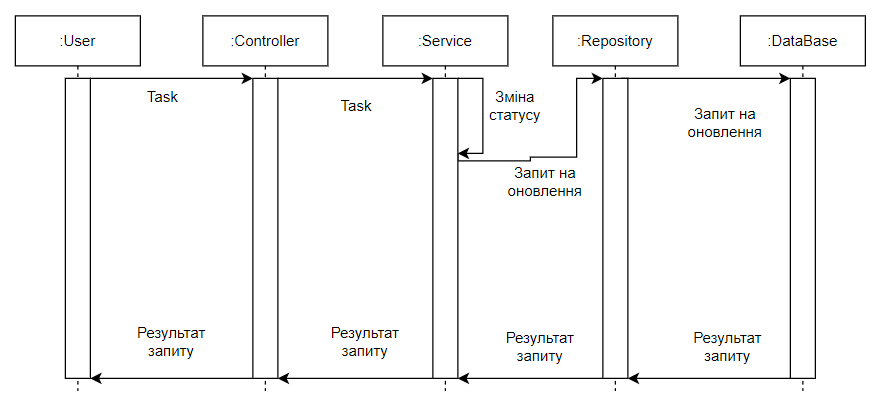 :User
:Controller
:Service
:Repository
:DataBase
Task
Task
Зміна
статусу
Запит на
оновлення
Запит на
оновлення
Результат
запиту
Результат
запиту
Результат
запиту
Результат
запиту